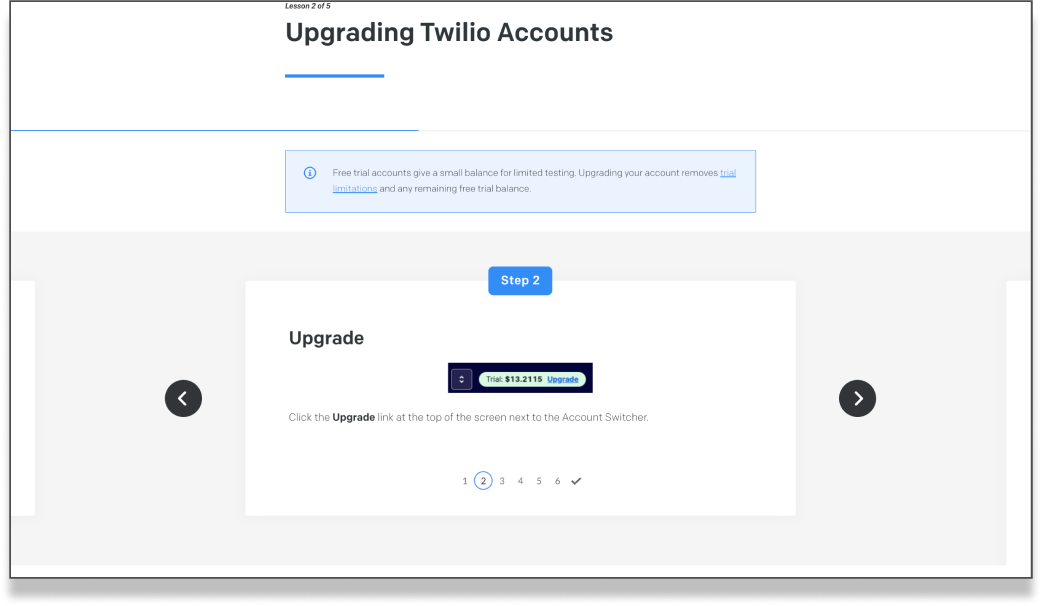 Lesson 2 of 5
Upgrading Twilio Accounts
Free trial accounts give a small balance for limited testing. Upgrading your account removes trial
limitations and any remaining free trial balance.
Step 2
Upgrade
Trial: $13.2115 Upgrade
Click the Upgrade link at the top of the screen next to the Account Switcher.
1 2 3 4 5 6